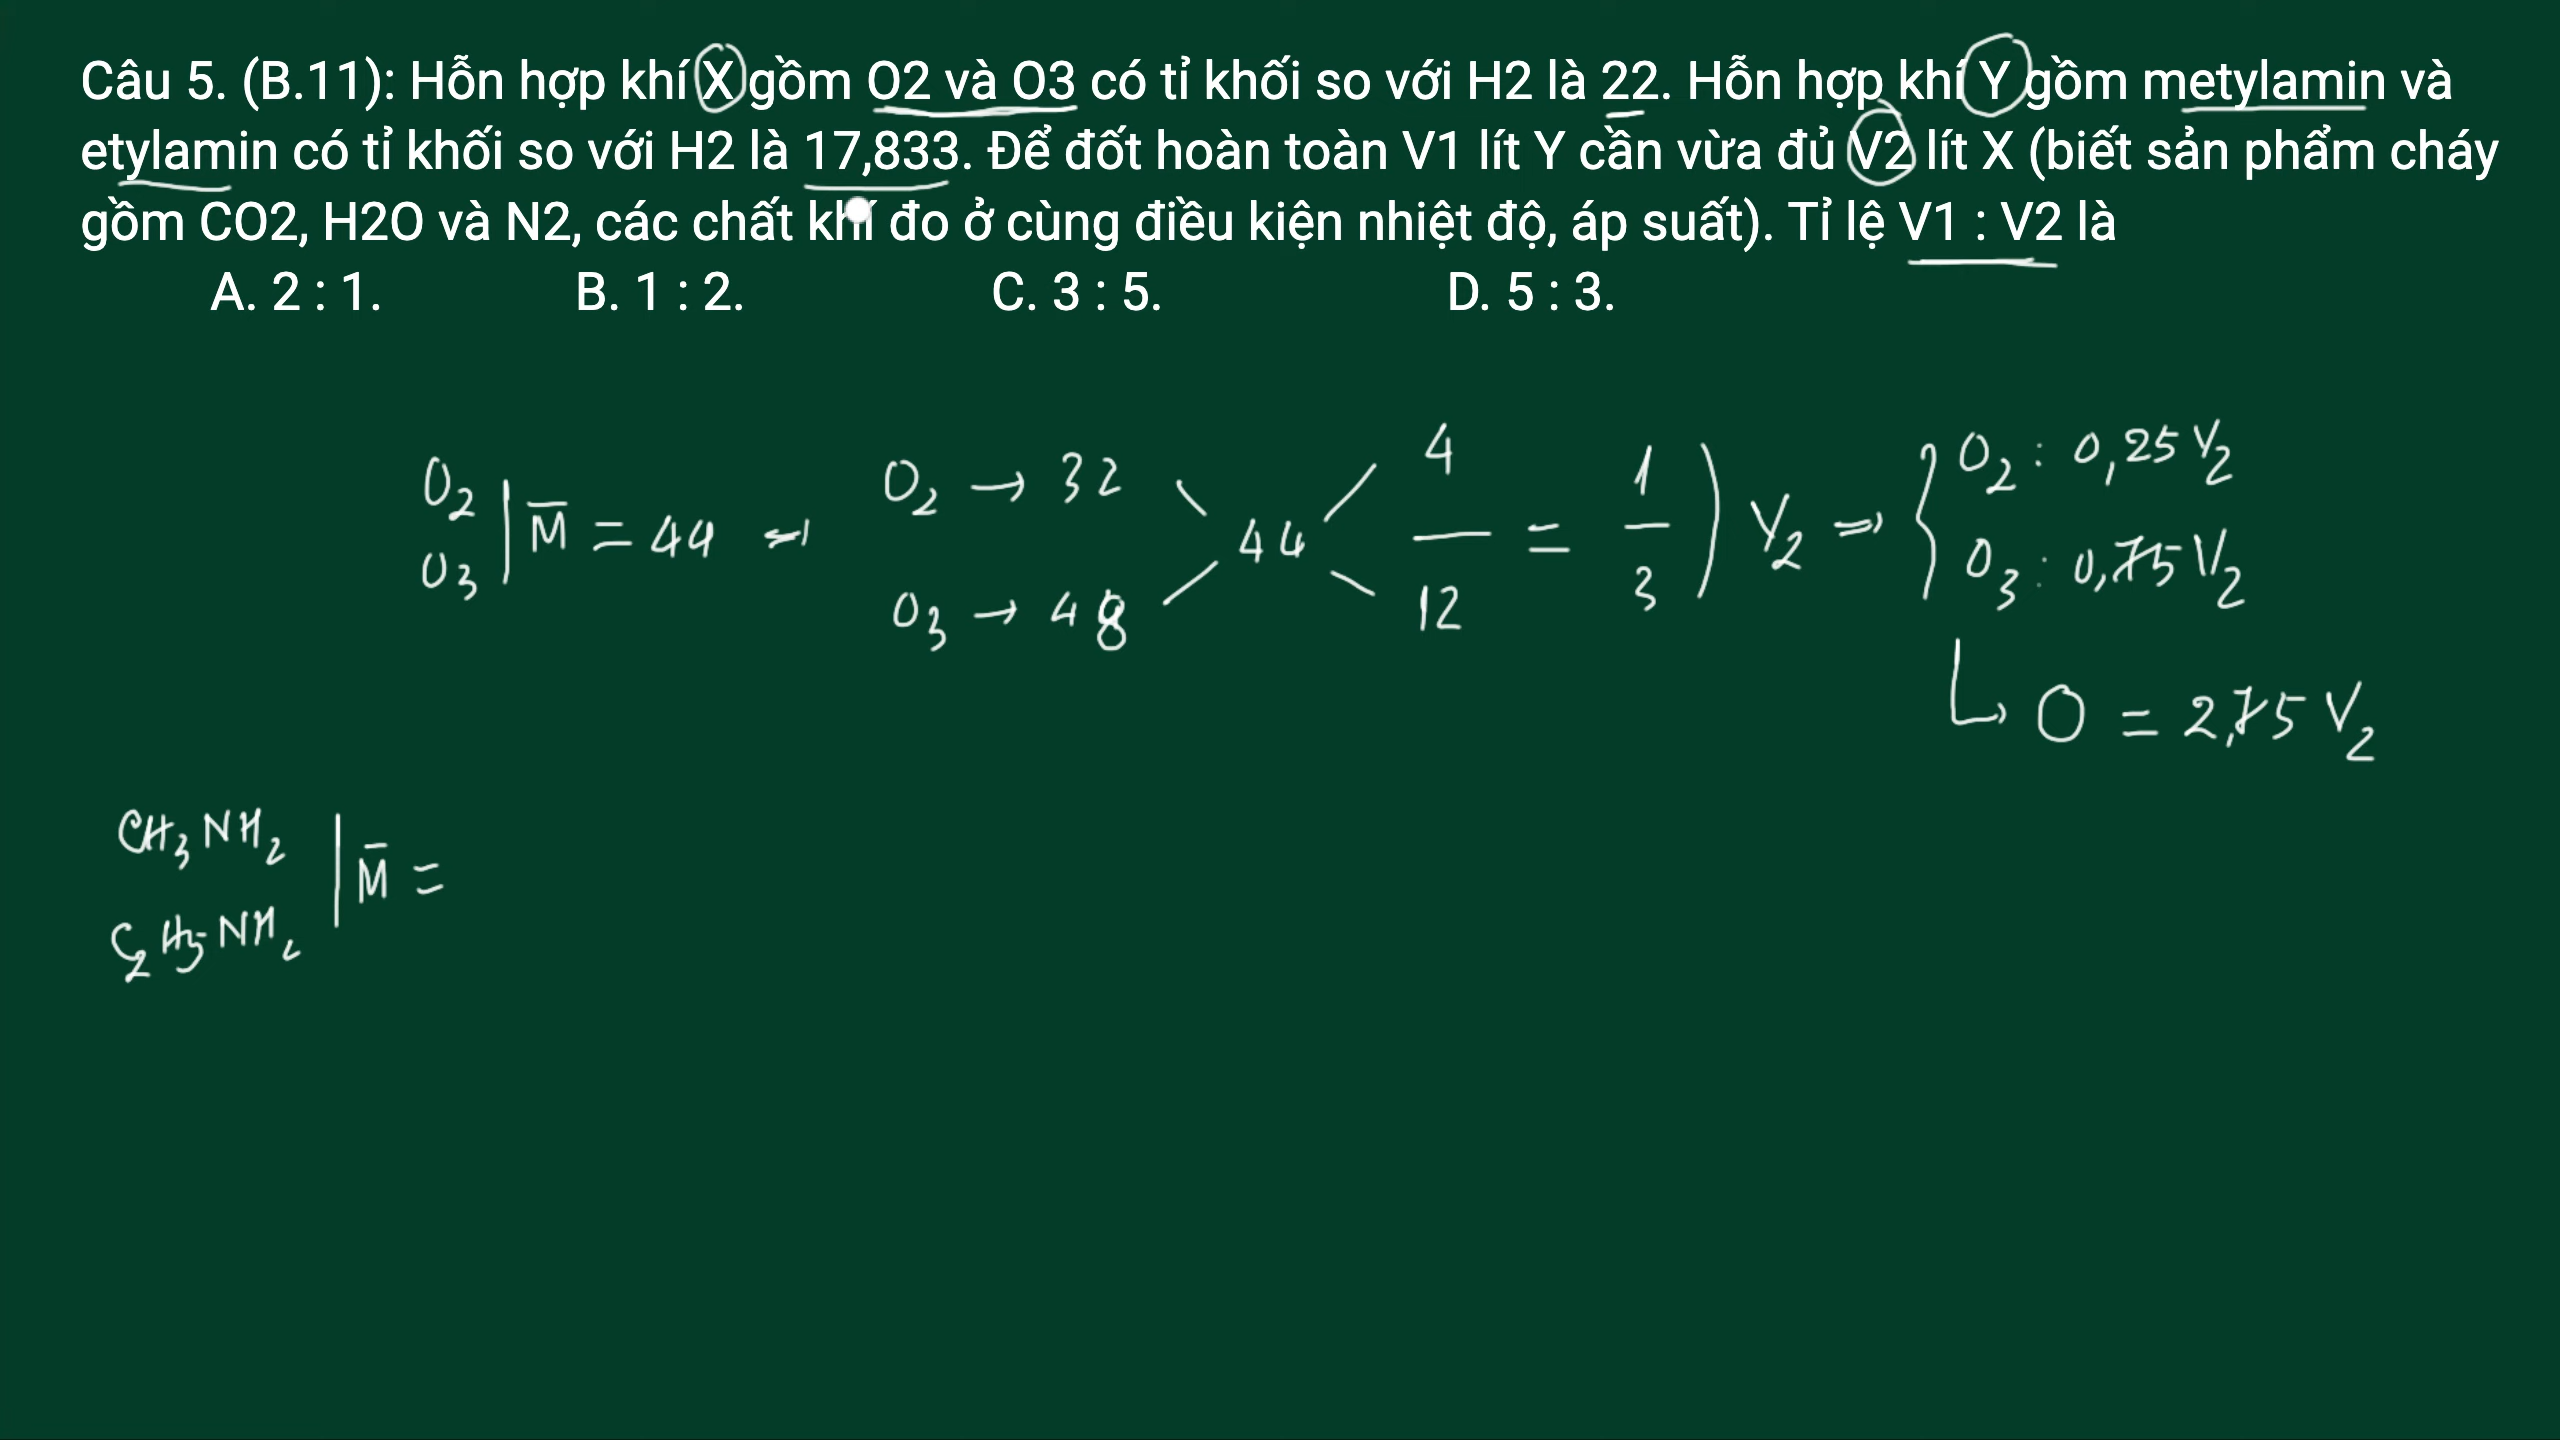 Câu 5. (B.11): Hỗn hợp khí X gồm O2 và O3 có tỉ khối so với H2 là 22. Hỗn hợp khí Y gồm metylamin và
etylamin có tỉ khối so với H2 là 17,833. Để đốt hoàn toàn V1 lít Y cần vừa đủ V2 lít X (biết sản phẩm cháy
gồm CO2, H2O và N2, các chất khí đo ở cùng điều kiện nhiệt độ, áp suất). Tỉ lệ V1 : V2 là
A. 2 : 1. B. 1 : 2. C. 3 : 5. D. 5 : 3.
O₂
O₃ | M̅ = 44 ⇒
O₂ → 32
44
O₃ → 48
4
12
= 1/3
V₂ ⇒
O₂ : 0,25 V₂
O₃ : 0,75 V₂
↳ O = 2,75 V₂
CH₃NH₂
C₂H₅NH₂ | M̅ =